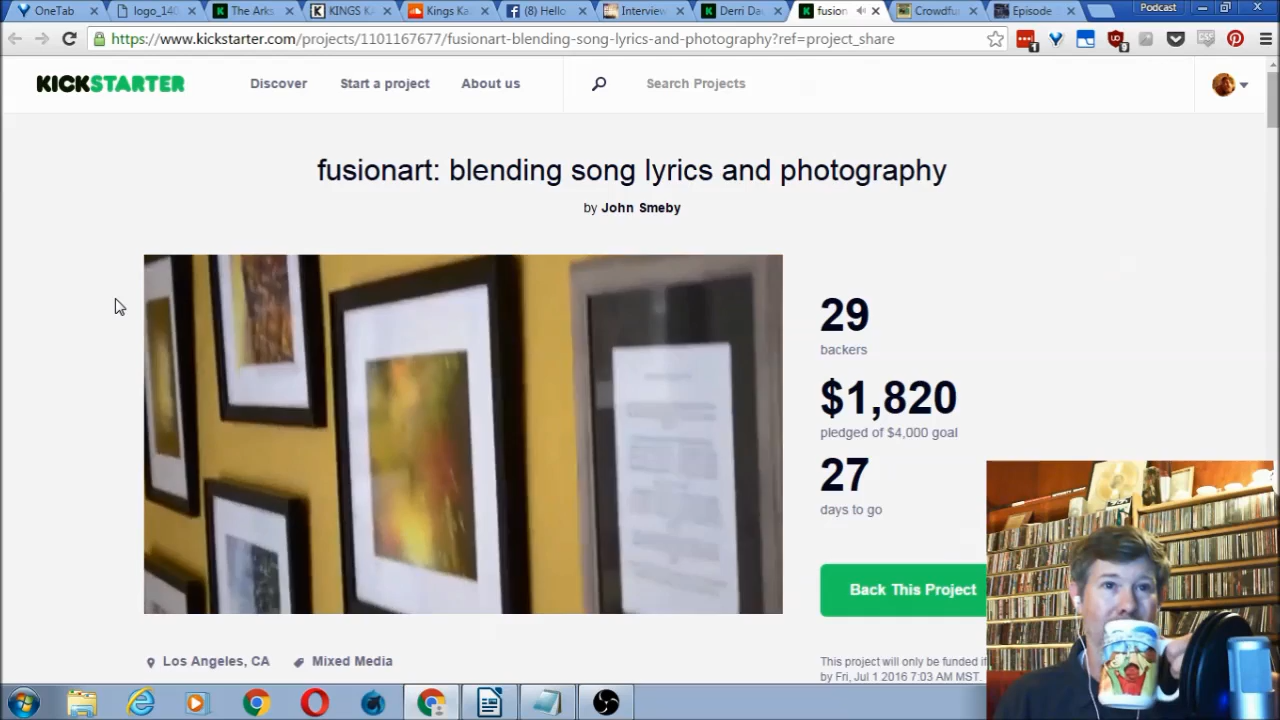 OneTab
logo_140
The Arks
KINGS K
Kings Ka
(8) Hello
Interview
Derri Da
fusion
Crowdfu
Episode
Podcast
https://www.kickstarter.com/projects/1101167677/fusionart-blending-song-lyrics-and-photography?ref=project_share
KICKSTARTER
Discover
Start a project
About us
Search Projects
fusionart: blending song lyrics and photography
by John Smeby
29
backers
$1,820
pledged of $4,000 goal
27
days to go
Back This Project
Los Angeles, CA
Mixed Media
This project will only be funded if
by Fri, Jul 1 2016 7:03 AM MST.